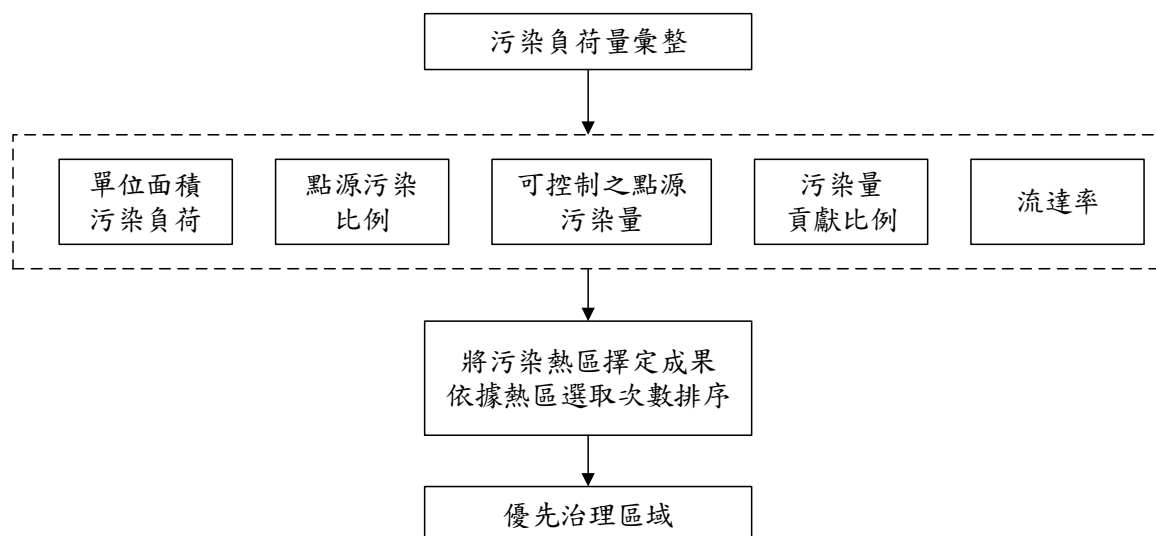 污染負荷量彙整
單位面積
污染負荷
點源污染
比例
可控制之點源
污染量
污染量
貢獻比例
流達率
將污染熱區擇定成果
依據熱區選取次數排序
優先治理區域